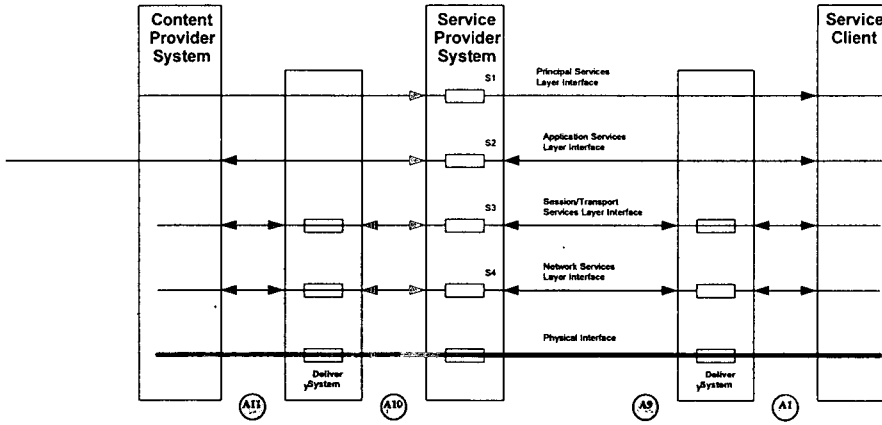 Content
Provider
System
Service
Provider
System
Service
Client
S1
Principal Services
Layer Interface
S2
Application Services
Layer Interface
S3
Session/Transport
Services Layer Interface
S4
Network Services
Layer Interface
Physical Interface
Deliver
ySystem
Deliver
ySystem
A11
A10
A9
A1